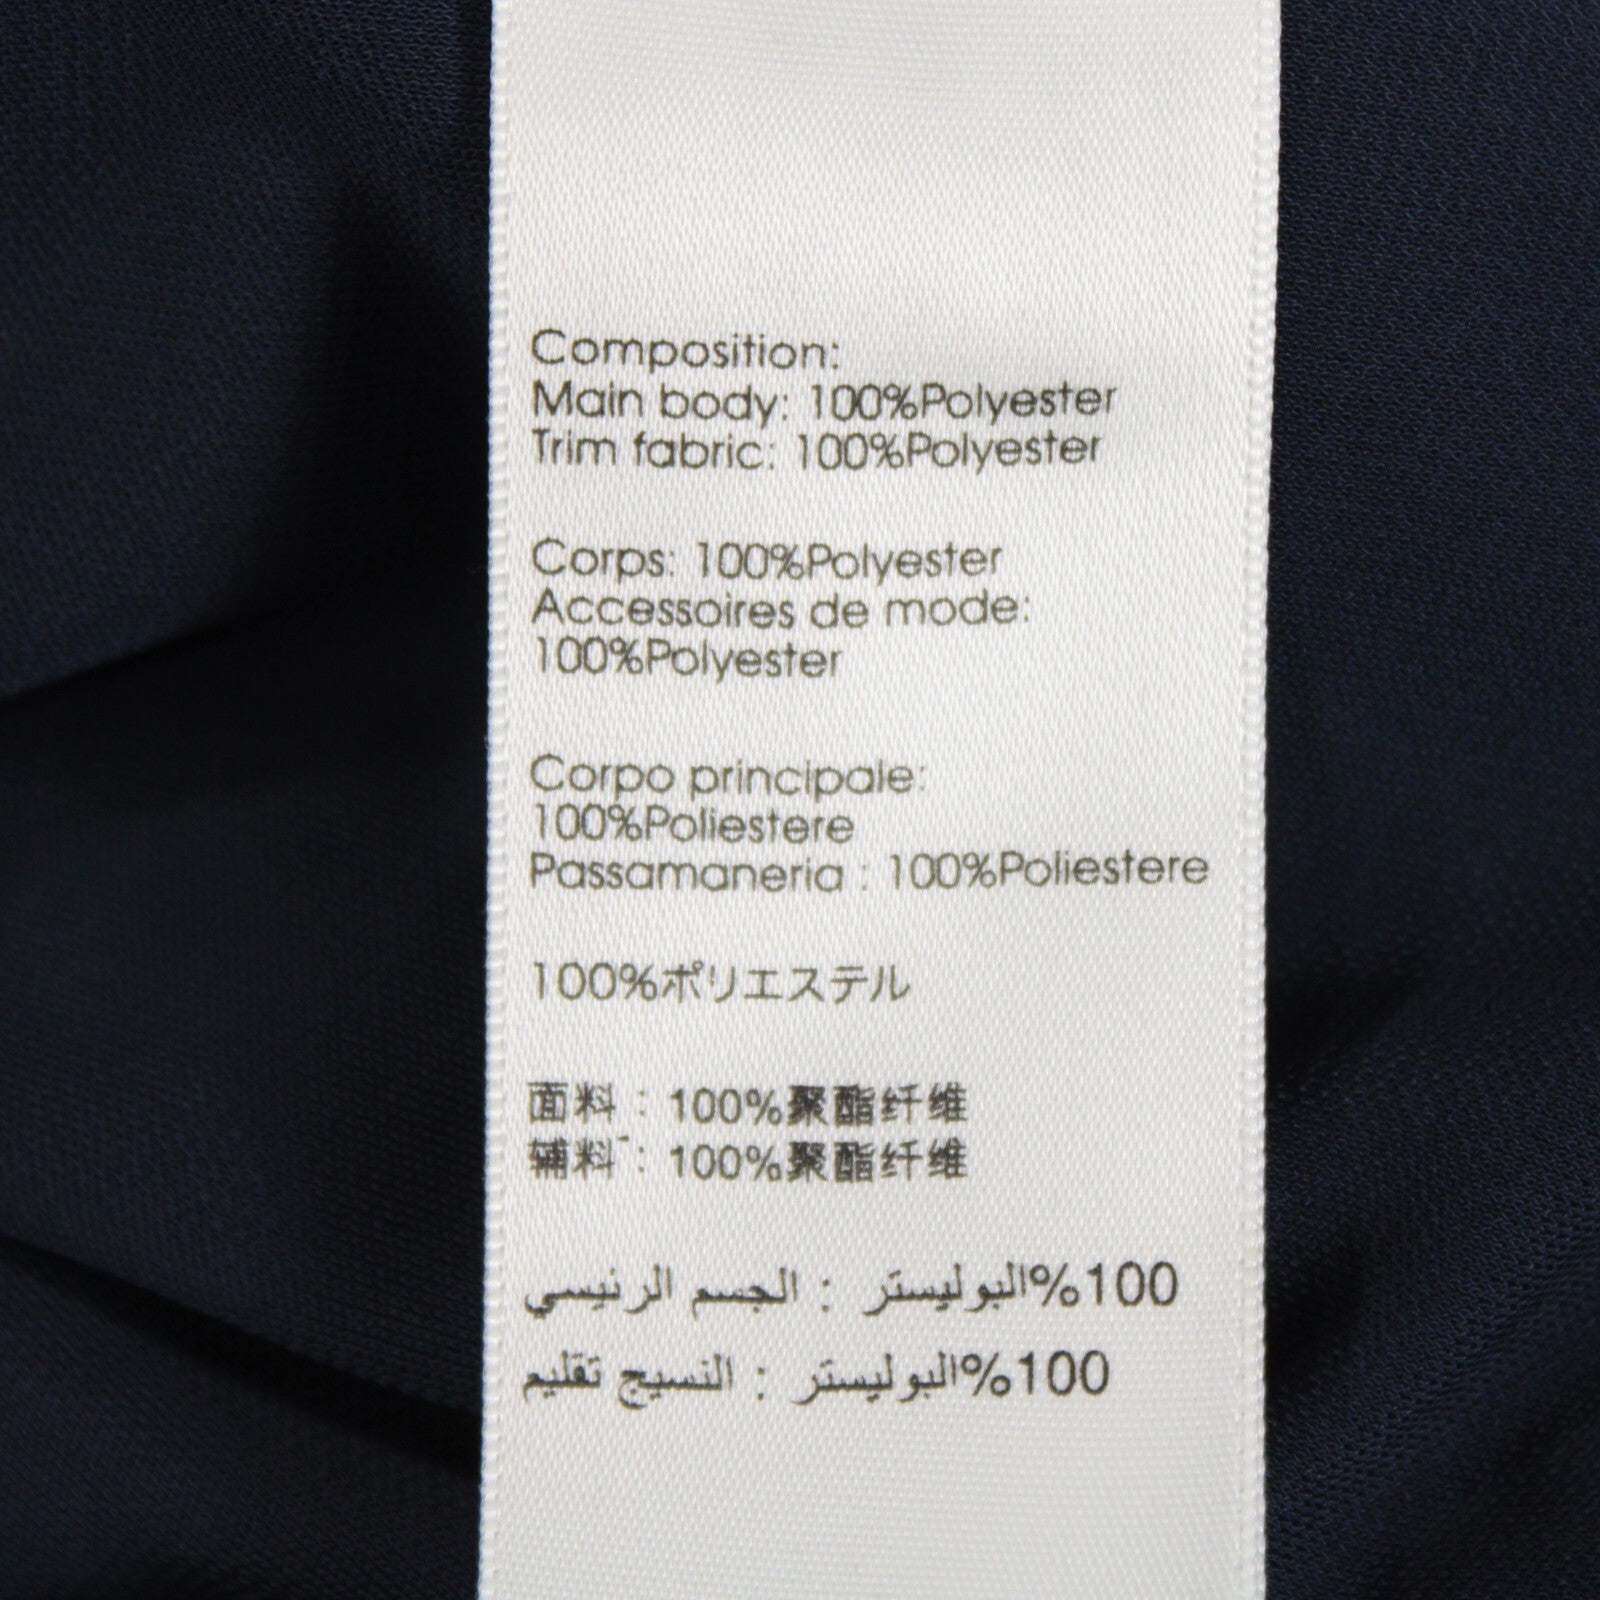 Composition:
Main body: 100%Polyester
Trim fabric: 100%Polyester
Corps: 100%Polyester
Accessoires de mode:
100%Polyester
Corpo principale:
100%Poliestere
Passamaneria : 100%Poliestere
100%ポリエステル
面料 : 100%聚酯纤维
辅料 : 100%聚酯纤维
100%البوليستر : الجسم الرئيسي
100%البوليستر : النسيج تقليم